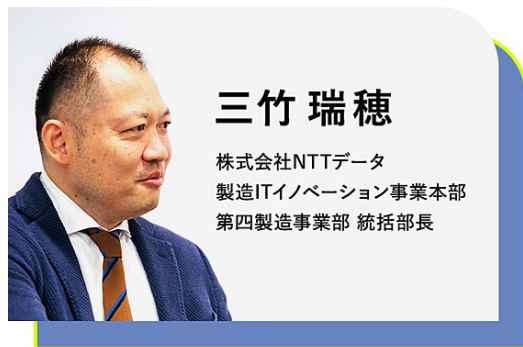 三竹 瑞穂
株式会社NTTデータ
製造ITイノベーション事業本部
第四製造事業部 統括部長